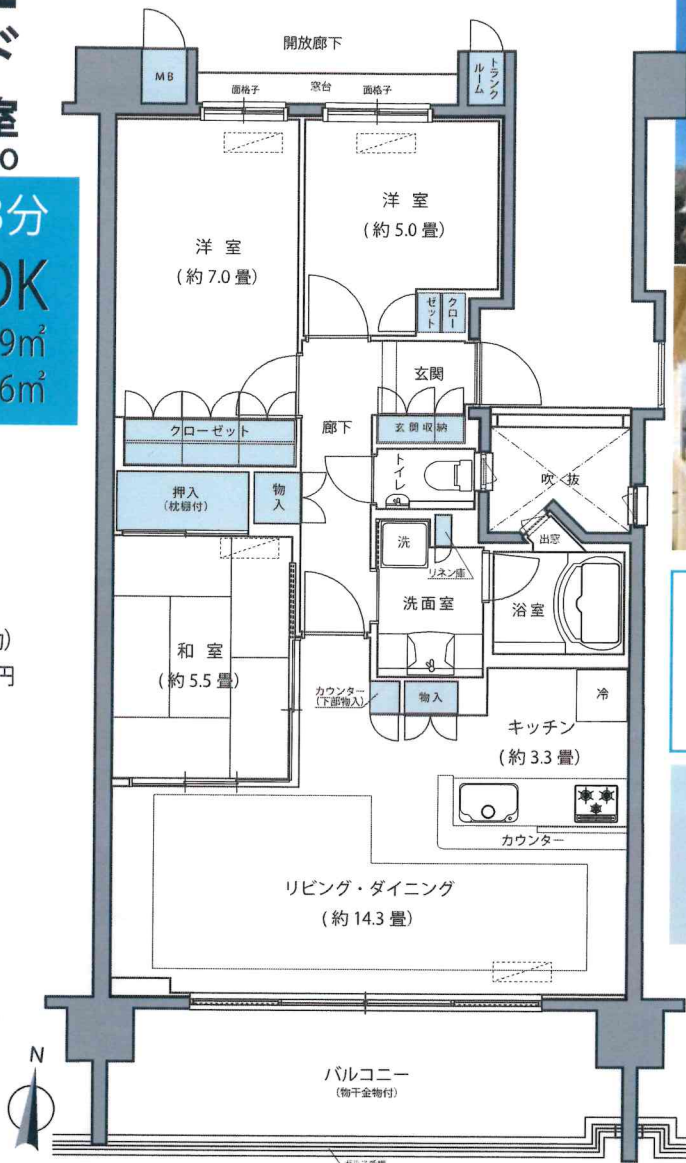 ド
室。
3分
DK
9㎡
6㎡
円
開放廊下
MB
面格子
窓台
面格子
トランク
ルーム
洋 室
(約 5.0 畳)
洋 室
(約 7.0 畳)
クロー
ゼット
玄関
クローゼット
廊下
玄関収納
トイレ
吹 抜
押入
(枕棚付)
物入
出窓
洗
リネン庫
洗面室
浴室
和 室
(約 5.5 畳)
カウンター
(下部物入)
物入
冷
キッチン
(約 3.3 畳)
カウンター
リビング・ダイニング
(約 14.3 畳)
バルコニー
(物干金物付)
N